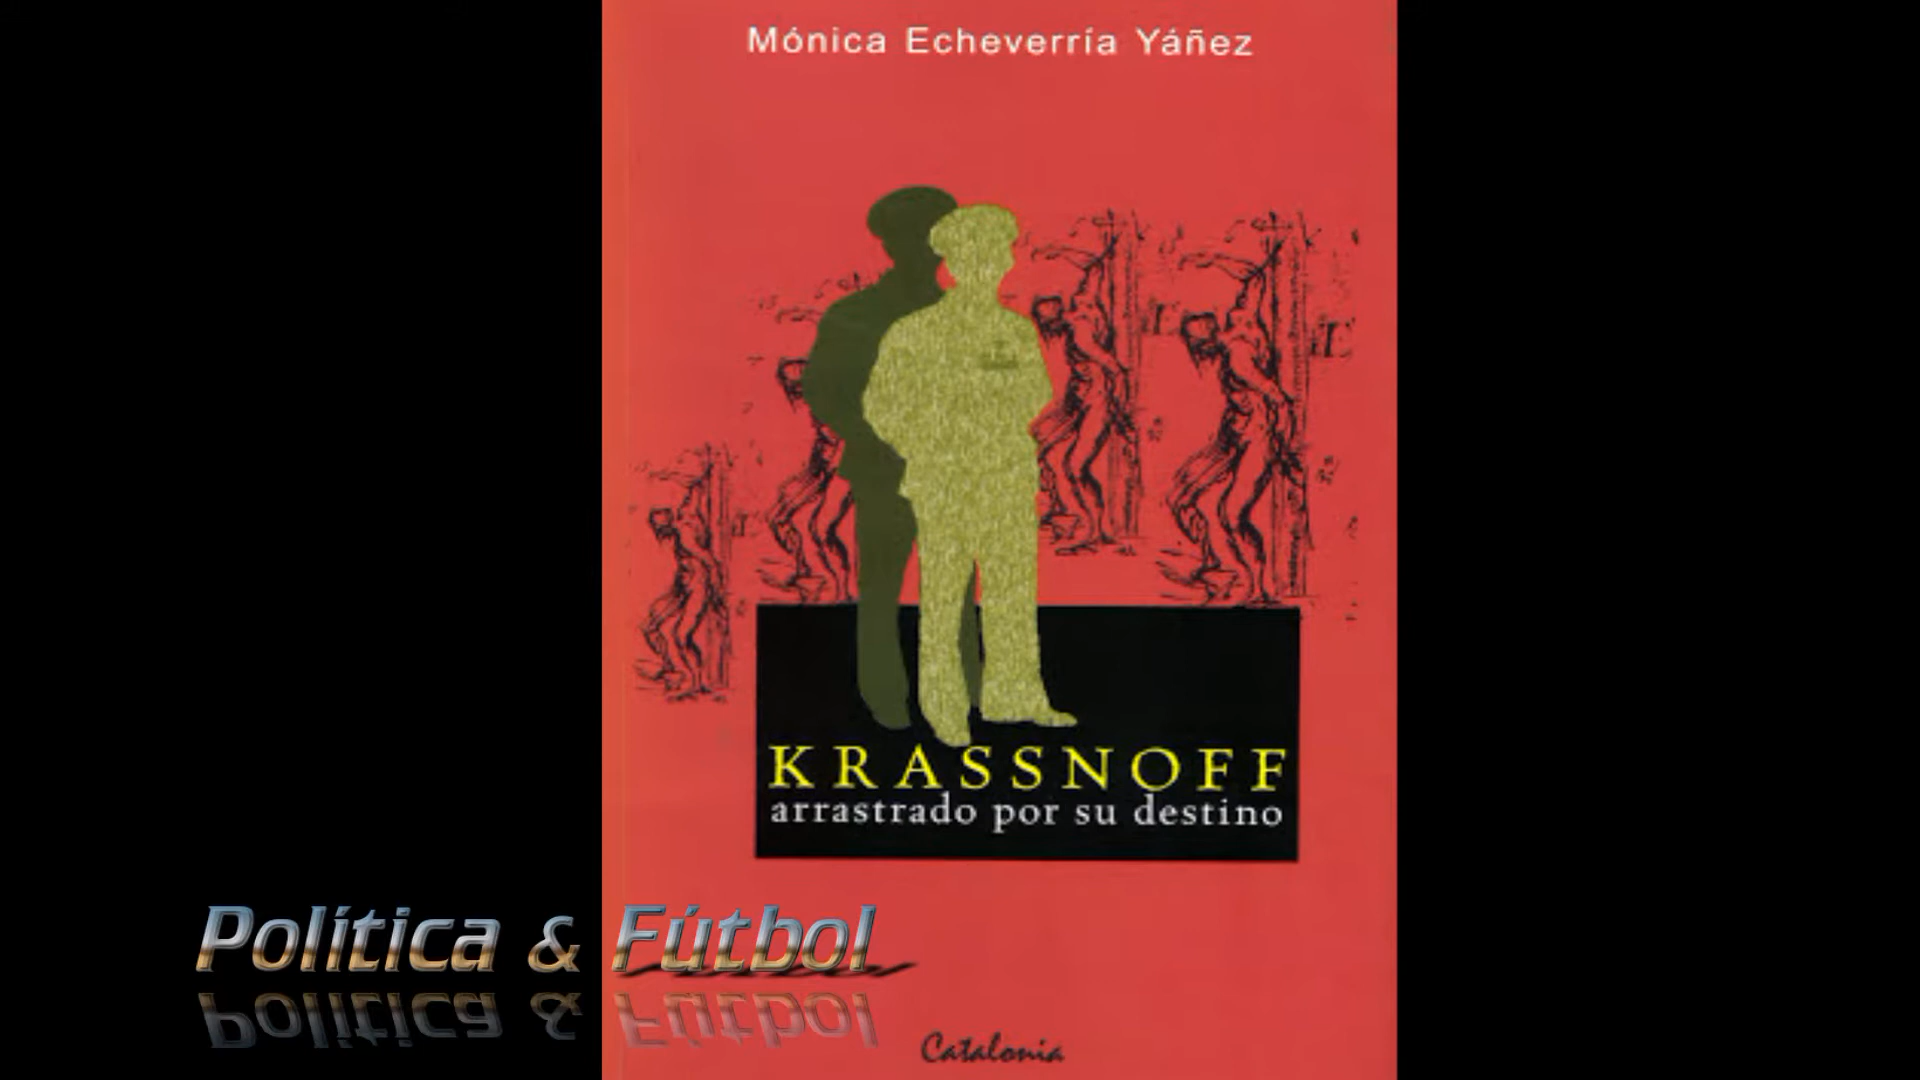 Mónica Echeverría Yáñez
KRASSNOFF
arrastrado por su destino
Política & Fútbol
Catalonia